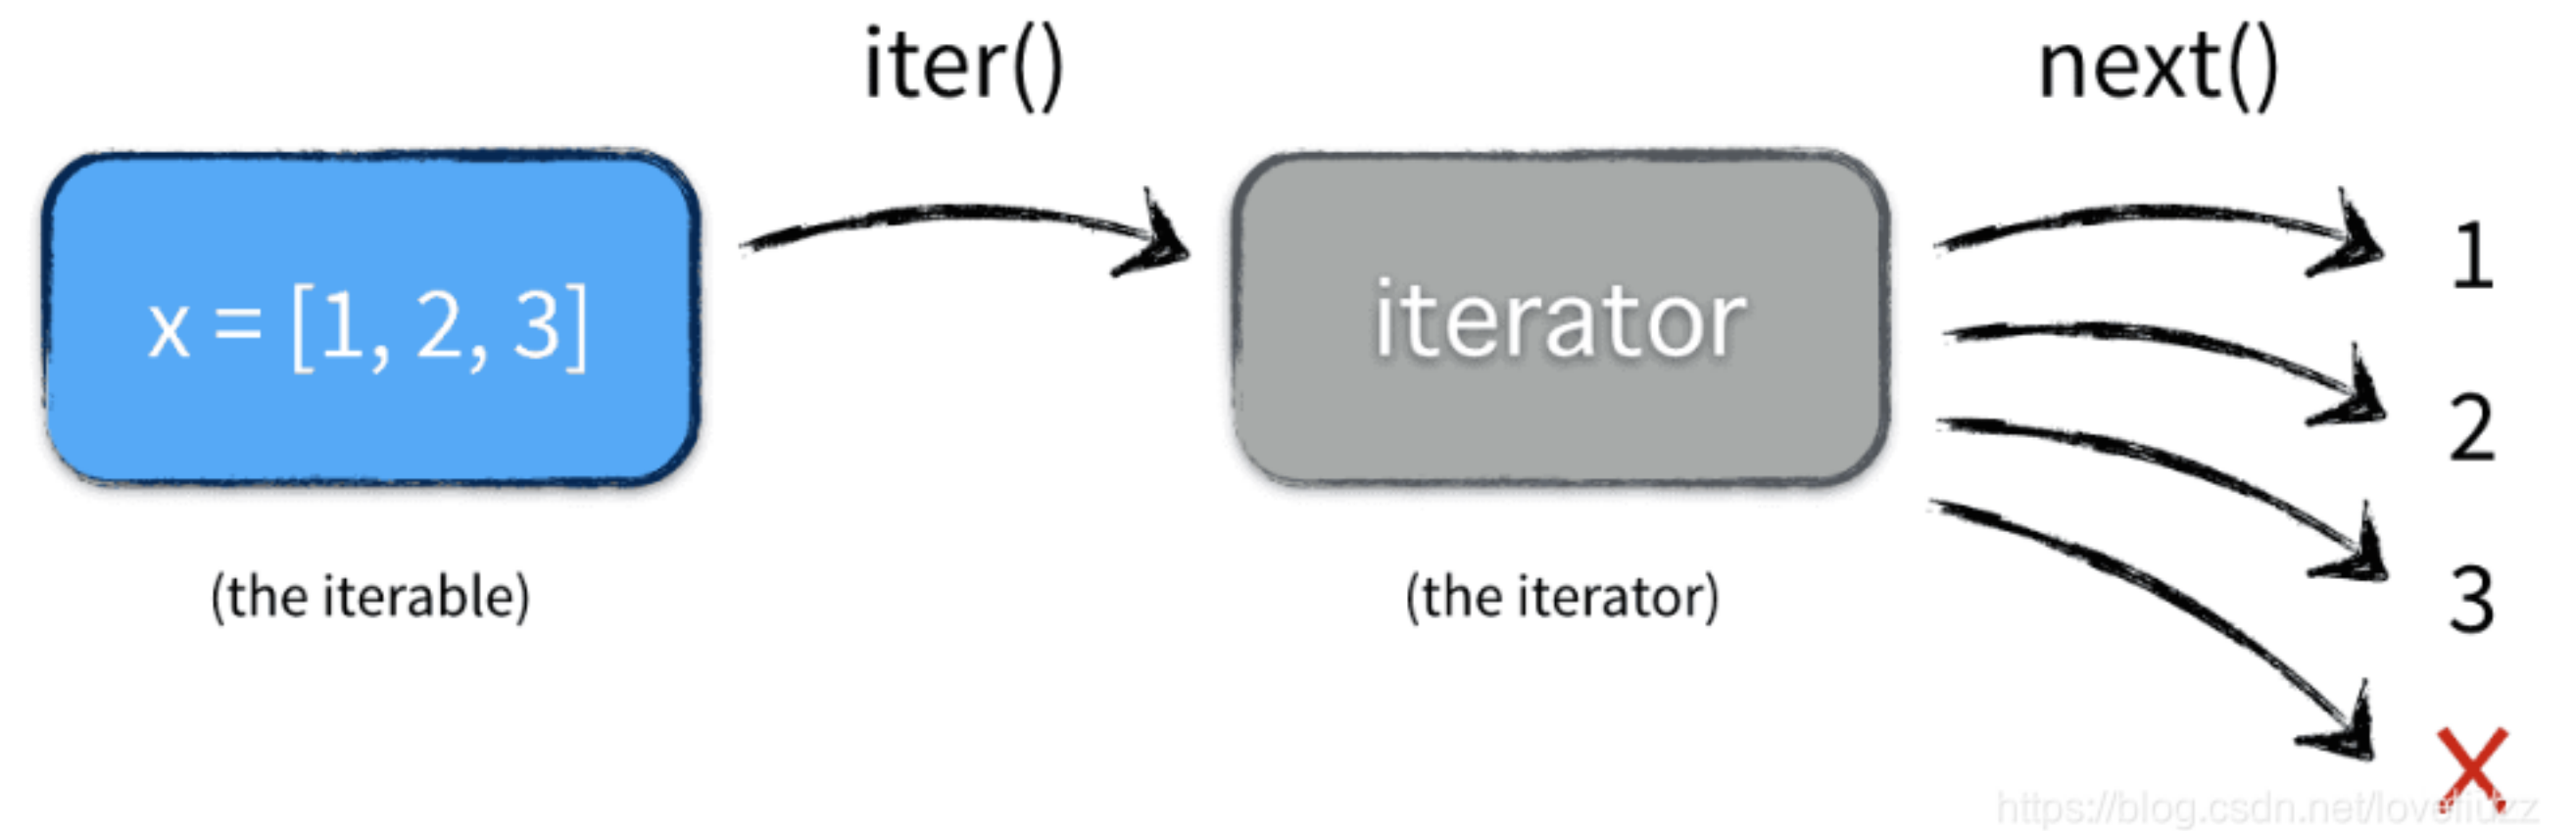 iter()
next()
x = [1, 2, 3]
iterator
1
2
3
X
(the iterable)
(the iterator)